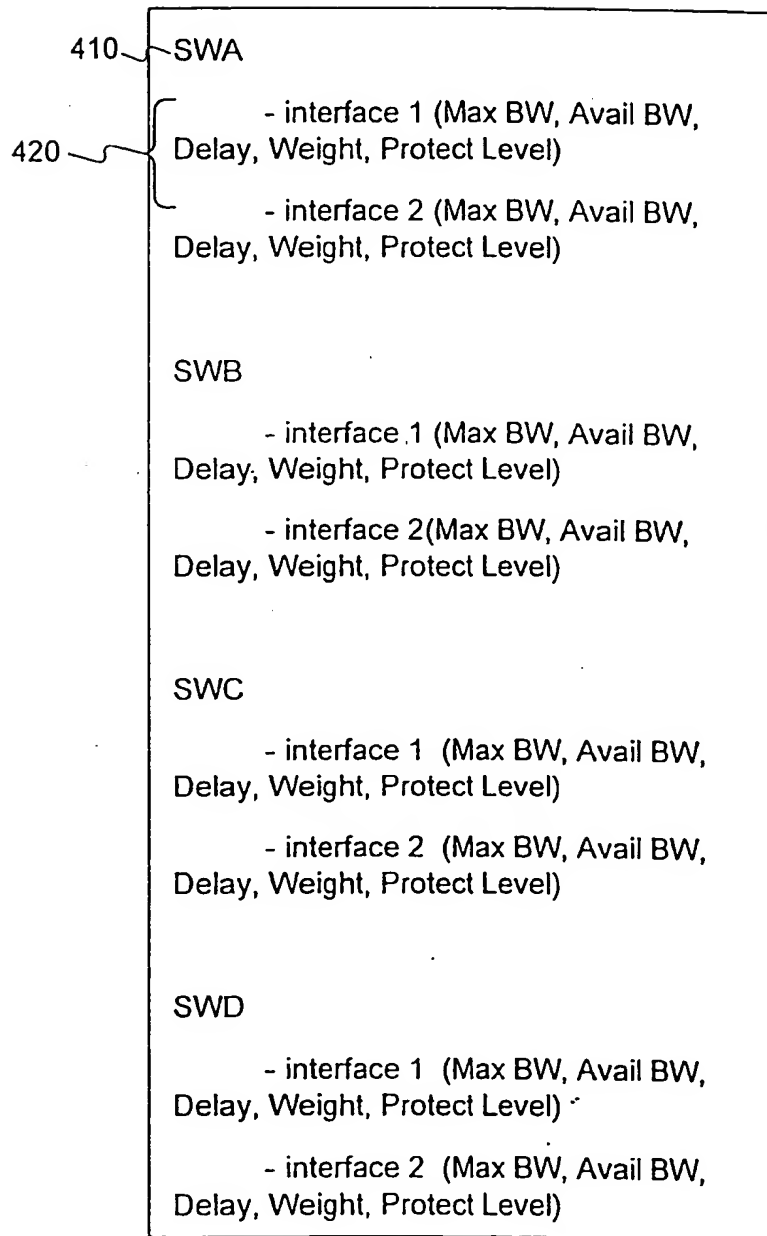 410 SWA
- interface 1 (Max BW, Avail BW,
420
Delay, Weight, Protect Level)
- interface 2 (Max BW, Avail BW,
Delay, Weight, Protect Level)
SWB
- interface 1 (Max BW, Avail BW,
Delay, Weight, Protect Level)
- interface 2(Max BW, Avail BW,
Delay, Weight, Protect Level)
SWC
- interface 1 (Max BW, Avail BW,
Delay, Weight, Protect Level)
- interface 2 (Max BW, Avail BW,
Delay, Weight, Protect Level)
SWD
- interface 1 (Max BW, Avail BW,
Delay, Weight, Protect Level)
- interface 2 (Max BW, Avail BW,
Delay, Weight, Protect Level)